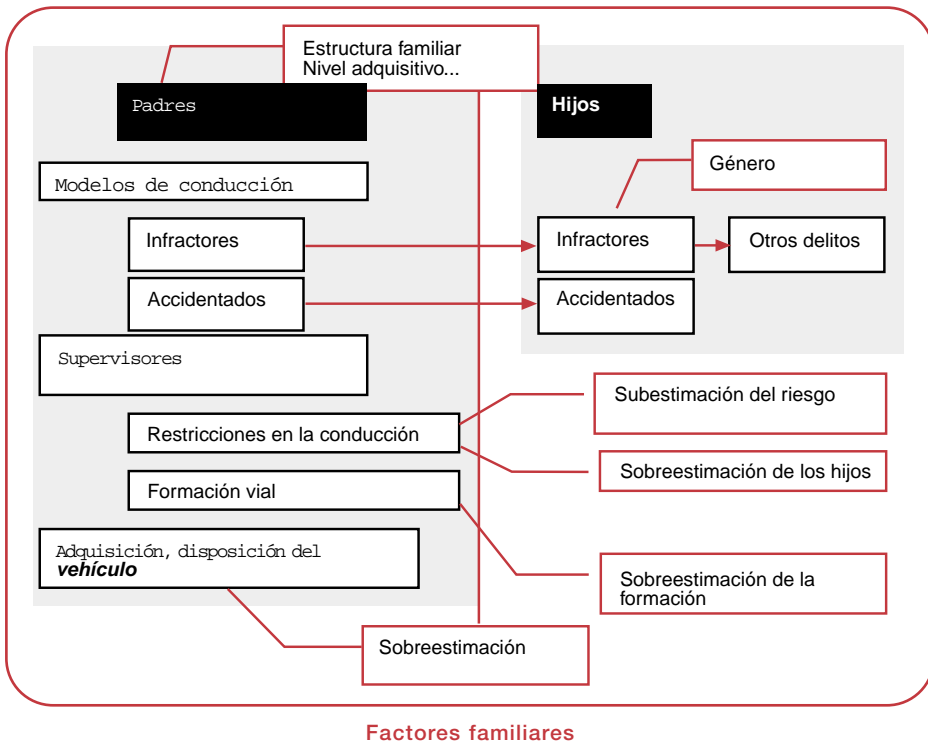 Estructura familiar
Nivel adquisitivo...
Padres
Hijos
Género
Modelos de conducción
Infractores
Infractores
Otros delitos
Accidentados
Accidentados
Supervisores
Subestimación del riesgo
Restricciones en la conducción
Sobreestimación de los hijos
Formación vial
Adquisición, disposición del
vehículo
Sobreestimación de la
formación
Sobreestimación
Factores familiares